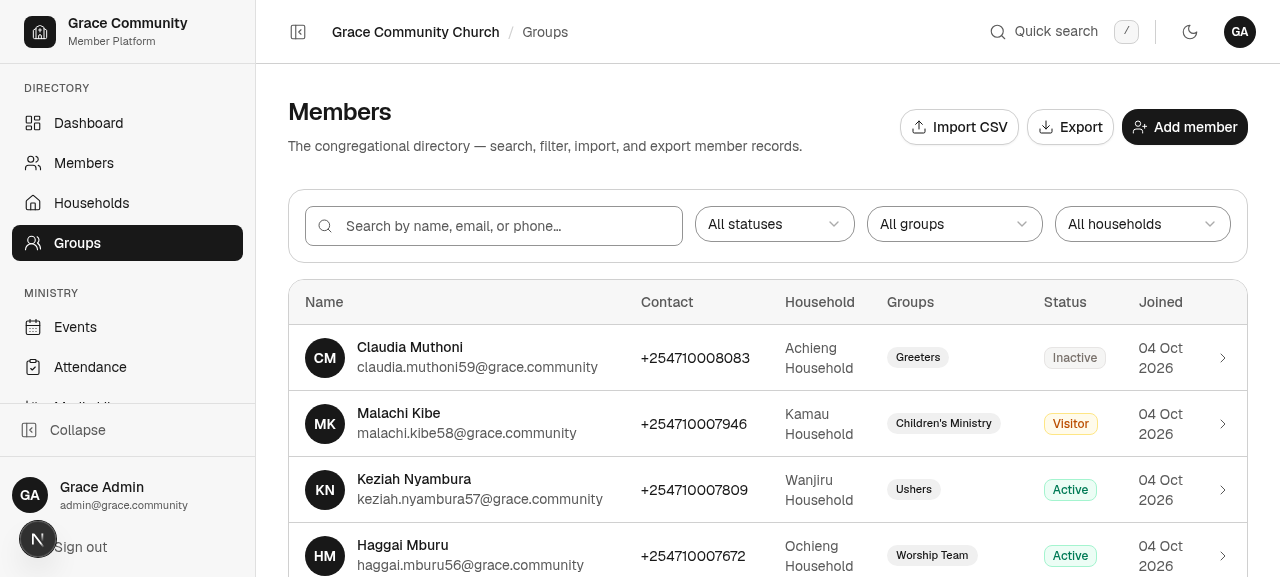 Grace Community
Member Platform
DIRECTORY
Dashboard
Members
Households
Groups
MINISTRY
Events
Attendance
Collapse
GA
Grace Admin
admin@grace.community
N
Sign out
Grace Community Church / Groups
Quick search /
GA
Members
The congregational directory — search, filter, import, and export member records.
Import CSV
Export
Add member
Search by name, email, or phone...
All statuses
All groups
All households
Name Contact Household Groups Status Joined
CM Claudia Muthoni
claudia.muthoni59@grace.community
+254710008083
Achieng
Household
Greeters
Inactive
04 Oct
2026
MK Malachi Kibe
malachi.kibe58@grace.community
+254710007946
Kamau
Household
Children's Ministry
Visitor
04 Oct
2026
KN Keziah Nyambura
keziah.nyambura57@grace.community
+254710007809
Wanjiru
Household
Ushers
Active
04 Oct
2026
HM Haggai Mburu
haggai.mburu56@grace.community
+254710007672
Ochieng
Household
Worship Team
Active
04 Oct
2026